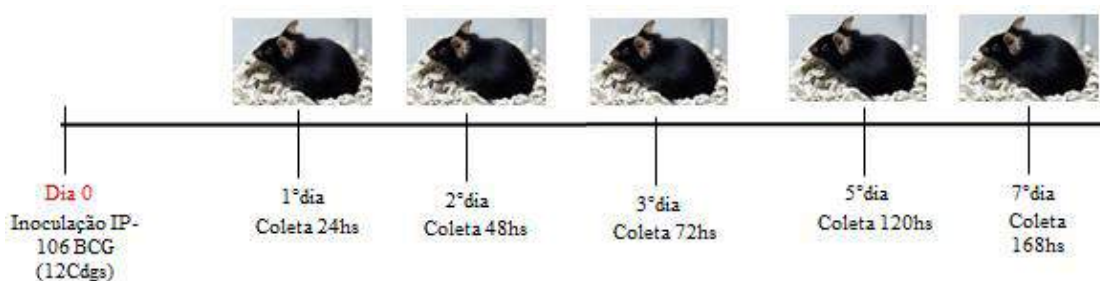 Dia 0
Inoculação IP-
106 BCG
(12Cdgs)
1°dia
Coleta 24hs
2°dia
Coleta 48hs
3°dia
Coleta 72hs
5°dia
Coleta 120hs
7°dia
Coleta
168hs